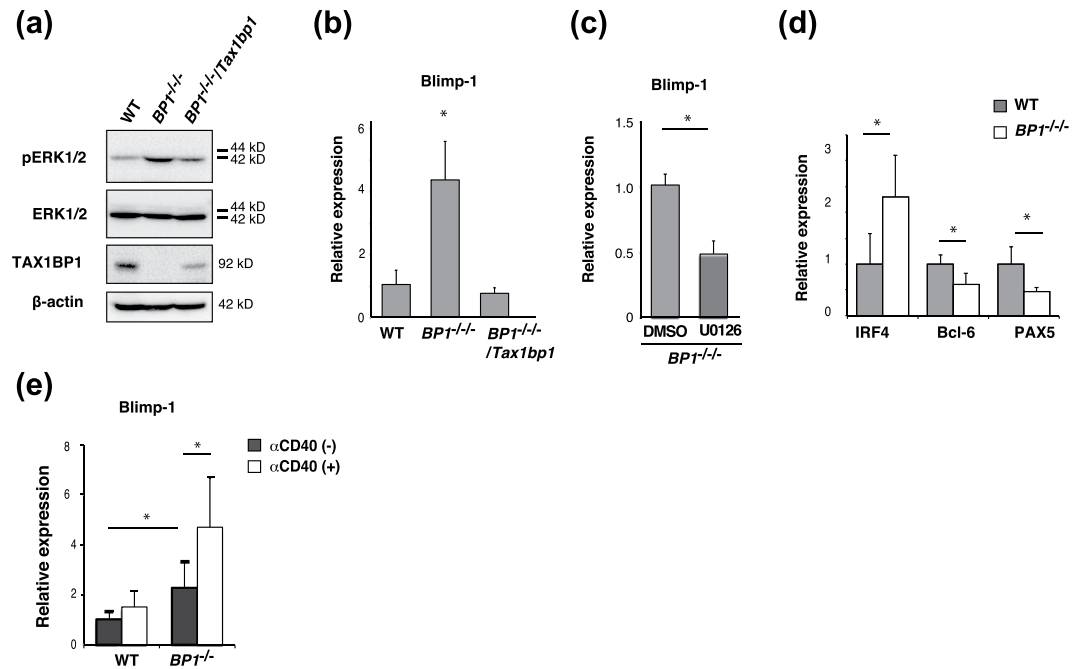 (a)
WT
BP1-/-/-
BP1-/-/-/Tax1bp1
pERK1/2
44 kD
42 kD
ERK1/2
44 kD
42 kD
TAX1BP1
92 kD
β-actin
42 kD
(b)
Blimp-1
*
Relative expression
6
4
2
0
WT
BP1-/-/-
BP1-/-/-
/Tax1bp1
(c)
Blimp-1
*
Relative expression
1.5
1.0
0.5
0
DMSO
U0126
BP1-/-/-
(d)
WT
BP1-/-/-
*
*
*
Relative expression
3
2
1
0
IRF4
Bcl-6
PAX5
(e)
Blimp-1
αCD40 (-)
αCD40 (+)
*
*
Relative expression
8
6
4
2
0
WT
BP1-/-